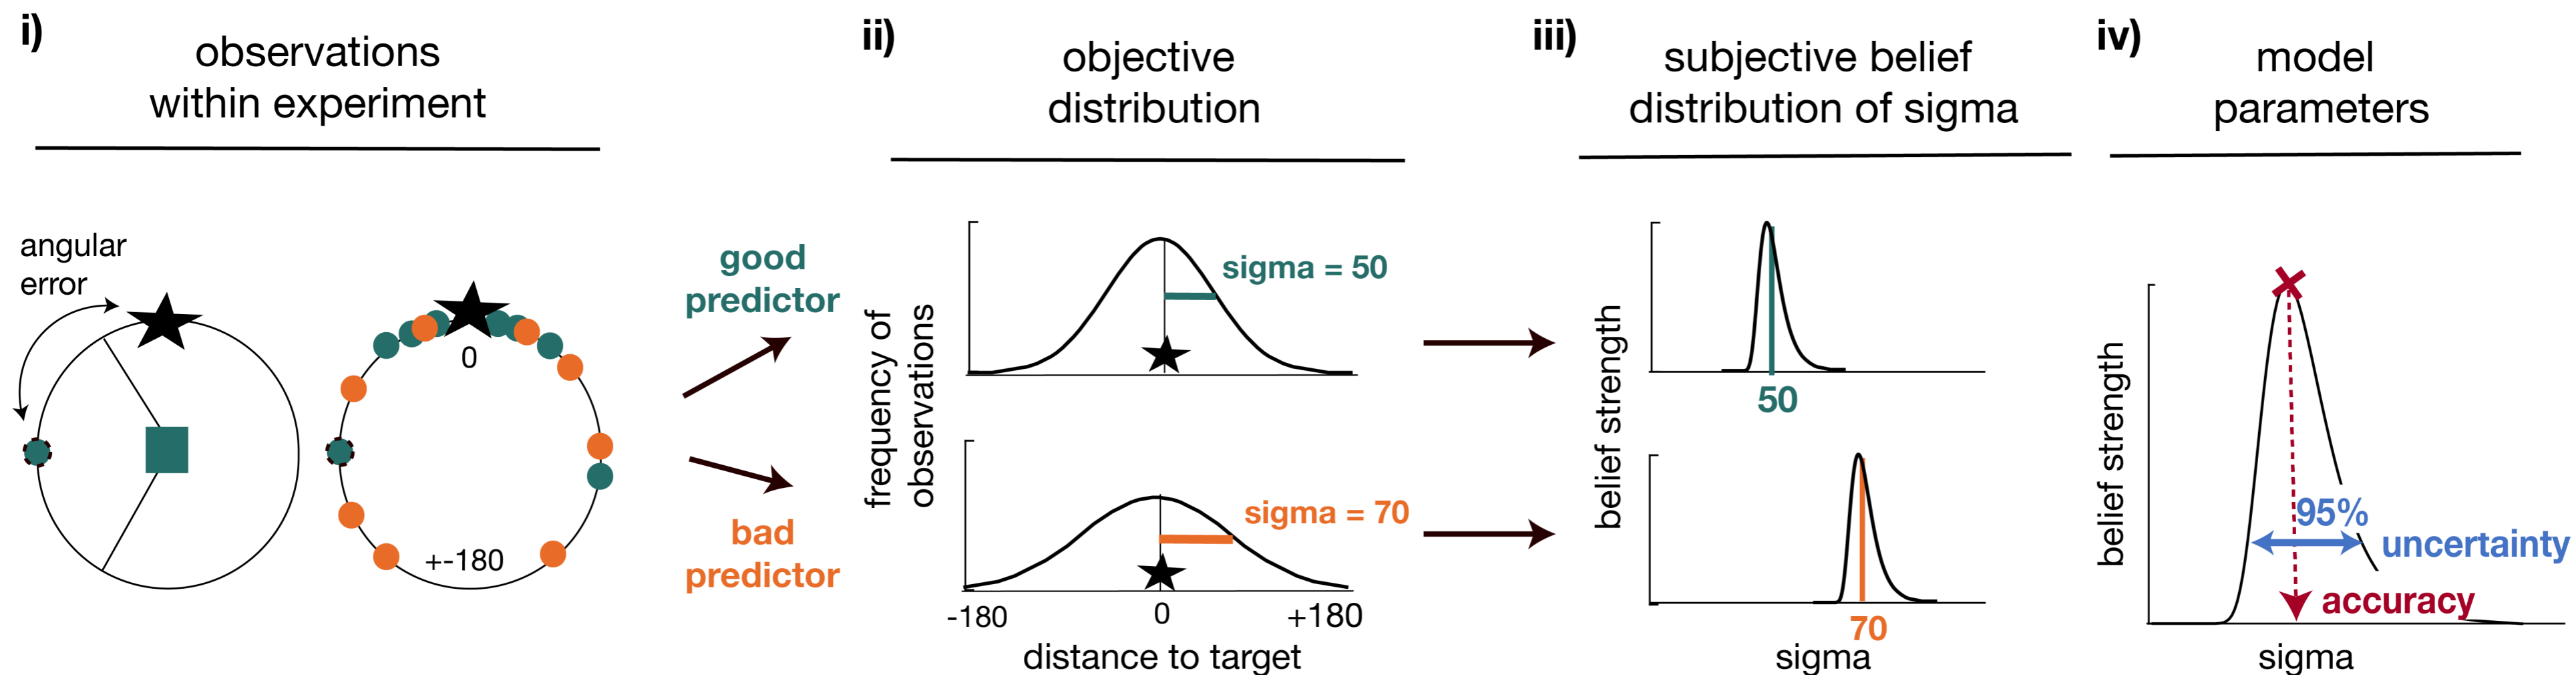 i)
observations
within experiment
angular
error
0
+-180
good
predictor
bad
predictor
ii)
objective
distribution
frequency of
observations
sigma = 50
sigma = 70
-180
0
+180
distance to target
iii)
subjective belief
distribution of sigma
belief strength
50
70
sigma
iv)
model
parameters
belief strength
95%
uncertainty
accuracy
sigma